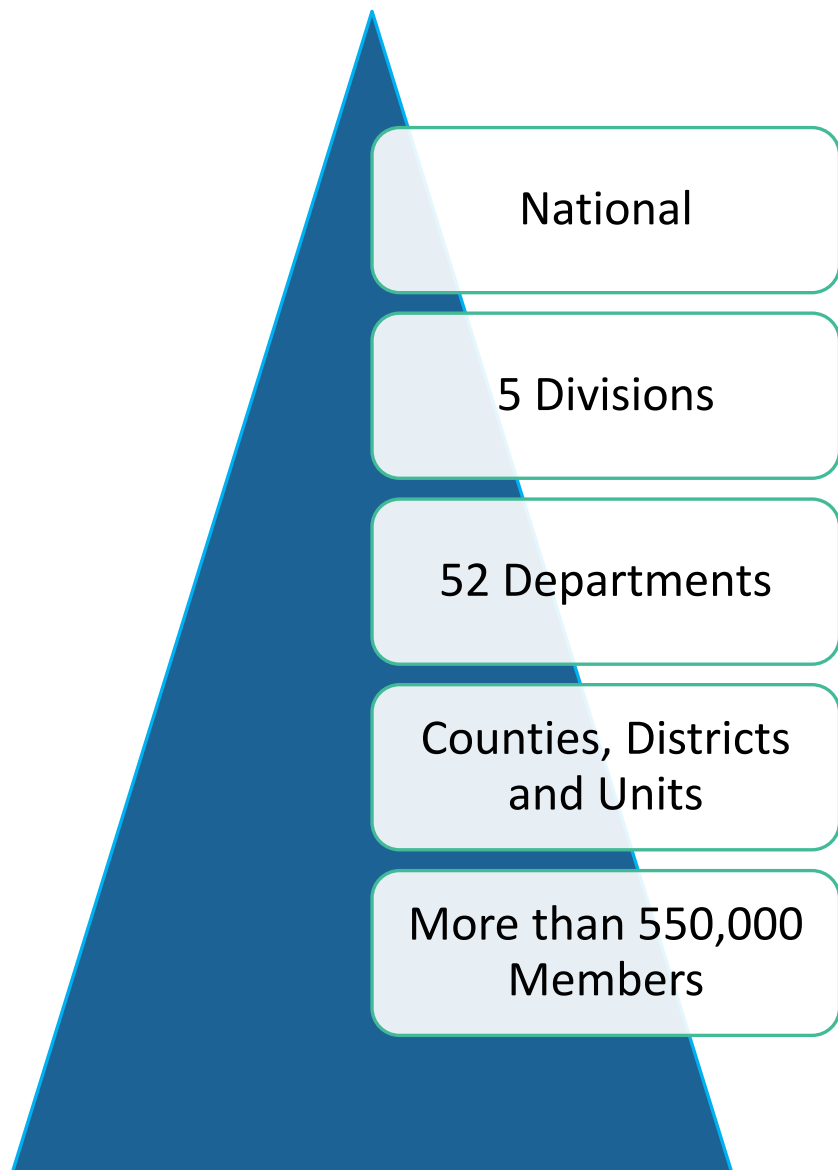 National
5 Divisions
52 Departments
Counties, Districts
and Units
More than 550,000
Members